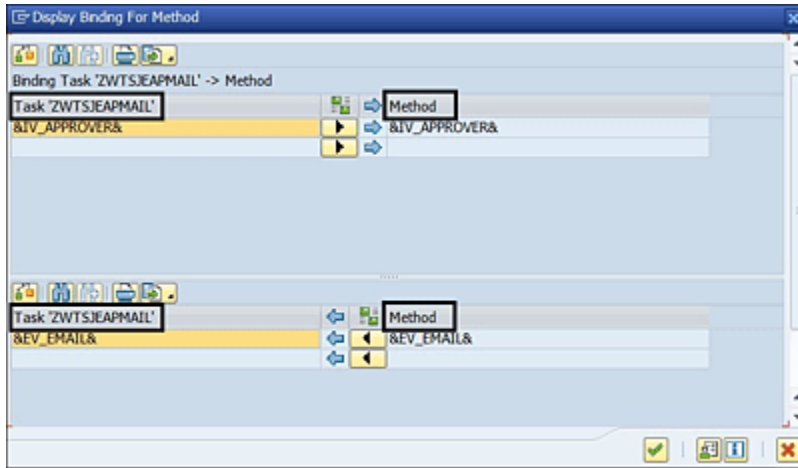 Display Binding For Method
Binding Task 'ZWTSJEAPMAIL' -> Method
Task 'ZWTSJEAPMAIL' Method
&IV_APPROVER& &IV_APPROVER&
Task 'ZWTSJEAPMAIL' Method
&EV_EMAIL& &EV_EMAIL&